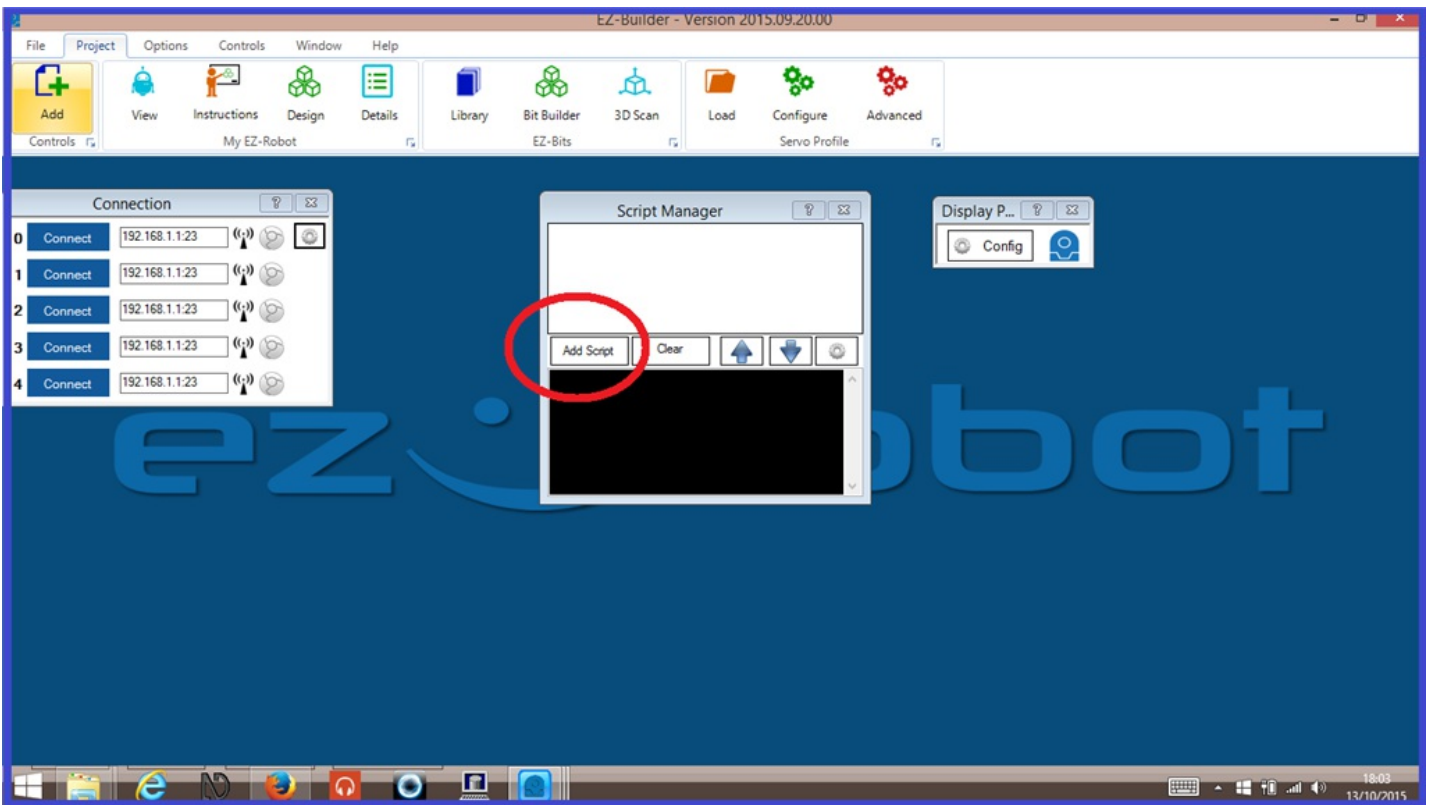 EZ-Builder - Version 2015.09.20.00
File Project Options Controls Window Help
Add View Instructions Design Details Library Bit Builder 3D Scan Load Configure Advanced
Controls My EZ-Robot EZ-Bits Servo Profile
Connection
0 Connect 192.168.1.1:23
1 Connect 192.168.1.1:23
2 Connect 192.168.1.1:23
3 Connect 192.168.1.1:23
4 Connect 192.168.1.1:23
Script Manager
Add Script Clear
Display P...
Config
18:03
13/10/2015